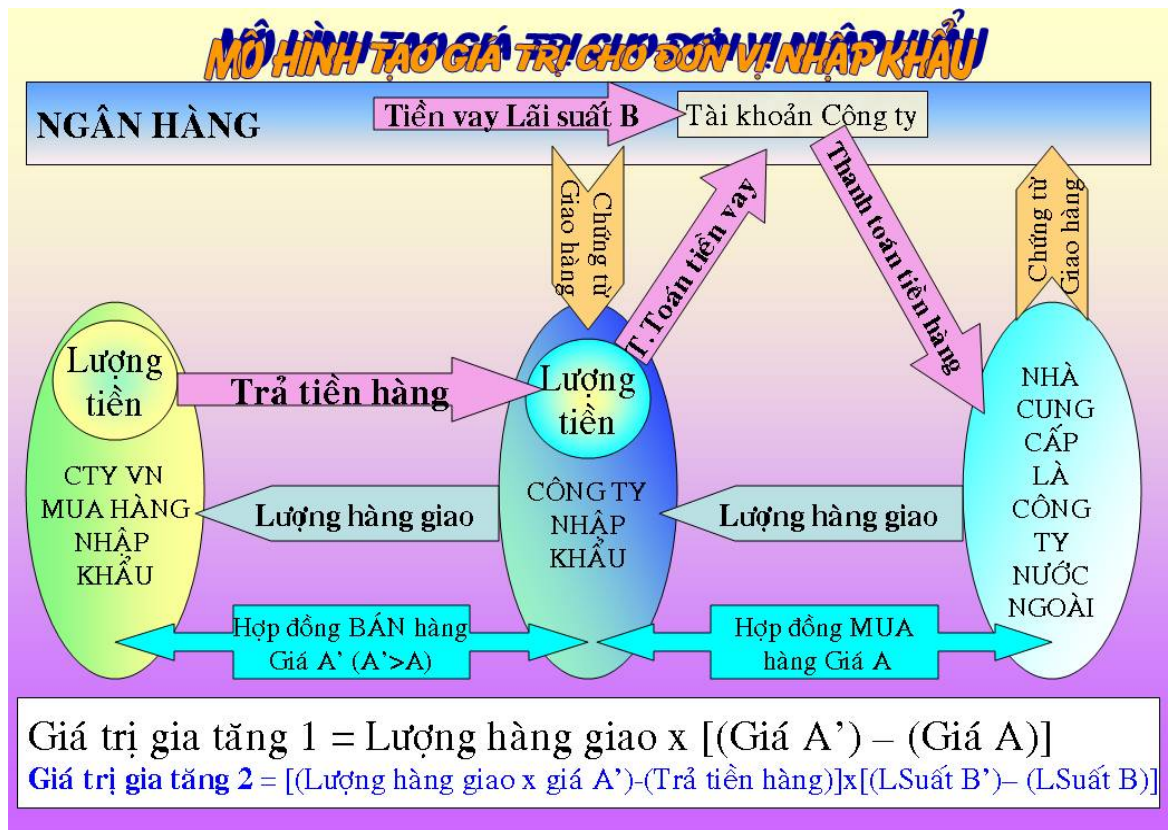 MÔ HÌNH TẠO GIÁ TRỊ CHO ĐƠN VỊ NHẬP KHẨU
NGÂN HÀNG
Tiền vay Lãi suất B
Tài khoản Công ty
Chứng từ
Giao hàng
T. Toán tiền vay
Thanh toán tiền hàng
Chứng từ
Giao hàng
Lượng
tiền
Trả tiền hàng
Lượng
tiền
CTY VN
MUA HÀNG
NHẬP
KHẨU
Lượng hàng giao
CÔNG TY
NHẬP
KHẨU
Lượng hàng giao
NHÀ
CUNG
CẤP
LÀ
CÔNG
TY
NƯỚC
NGOÀI
Hợp đồng BÁN hàng
Giá A' (A'>A)
Hợp đồng MUA
hàng Giá A
Giá trị gia tăng 1 = Lượng hàng giao x [(Giá A') – (Giá A)]
Giá trị gia tăng 2 = [(Lượng hàng giao x giá A')-(Trả tiền hàng)]x[(LSuất B')– (LSuất B)]